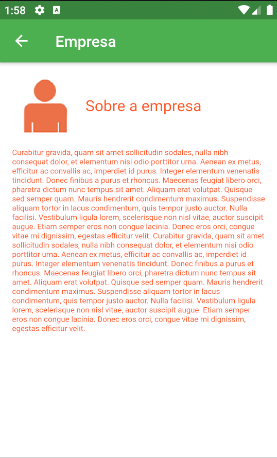 1:58
Empresa
Sobre a empresa
Curabitur gravida, quam sit amet sollicitudin sodales, nulla nibh
consequat dolor, et elementum nisl odio porttitor urna. Aenean ex metus,
efficitur ac convallis ac, imperdiet id purus. Integer elementum venenatis
tincidunt. Donec finibus a purus et rhoncus. Maecenas feugiat libero orci,
pharetra dictum nunc tempus sit amet. Aliquam erat volutpat. Quisque
sed semper quam. Mauris hendrerit condimentum maximus. Suspendisse
aliquam tortor in lacus condimentum, quis tempor justo auctor. Nulla
facilisi. Vestibulum ligula lorem, scelerisque non nisl vitae, auctor suscipit
augue. Etiam semper eros non congue lacinia. Donec eros orci, congue
vitae mi dignissim, egestas efficitur velit. Curabitur gravida, quam sit amet
sollicitudin sodales, nulla nibh consequat dolor, et elementum nisl odio
porttitor urna. Aenean ex metus, efficitur ac convallis ac, imperdiet id
purus. Integer elementum venenatis tincidunt. Donec finibus a purus et
rhoncus. Maecenas feugiat libero orci, pharetra dictum nunc tempus sit
amet. Aliquam erat volutpat. Quisque sed semper quam. Mauris hendrerit
condimentum maximus. Suspendisse aliquam tortor in lacus
condimentum, quis tempor justo auctor. Nulla facilisi. Vestibulum ligula
lorem, scelerisque non nisl vitae, auctor suscipit augue. Etiam semper
eros non congue lacinia. Donec eros orci, congue vitae mi dignissim,
egestas efficitur velit.